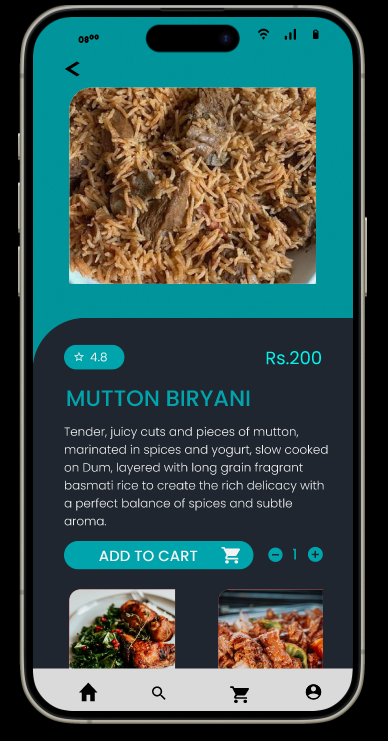 4.8
Rs.200
MUTTON BIRYANI
Tender, juicy cuts and pieces of mutton,
marinated in spices and yogurt, slow cooked
on Dum, layered with long grain fragrant
basmati rice to create the rich delicacy with
a perfect balance of spices and subtle
aroma.
ADD TO CART
1